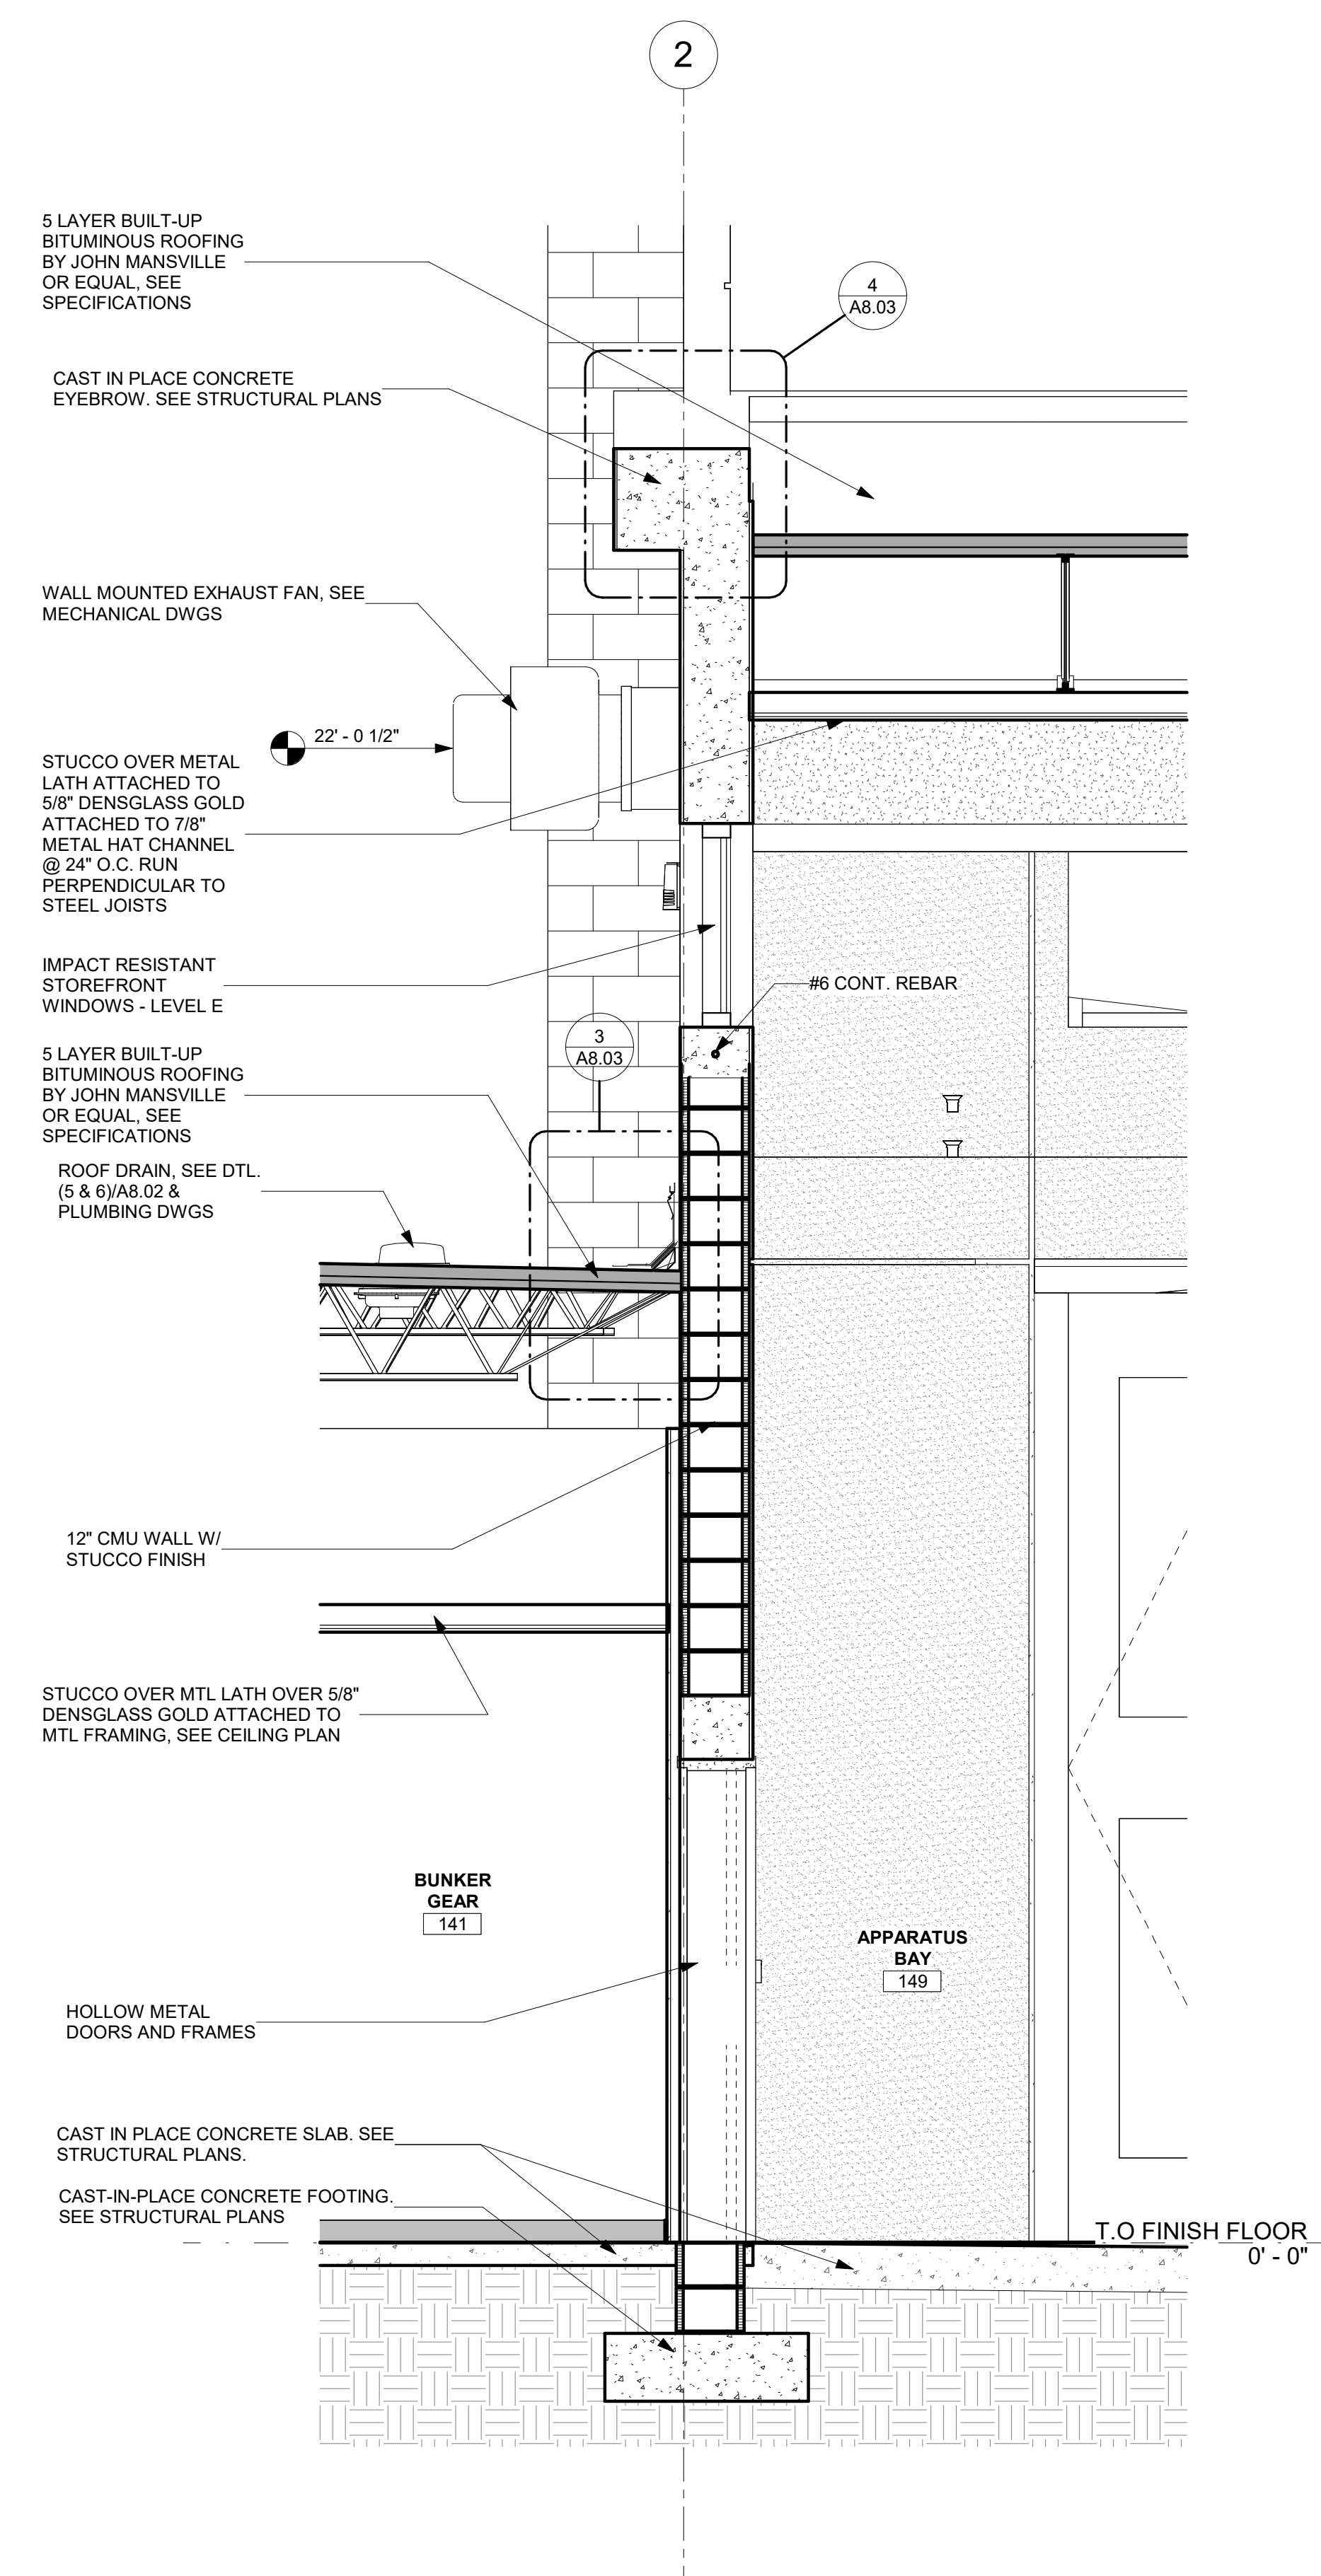 2
5 LAYER BUILT-UP
BITUMINOUS ROOFING
BY JOHN MANSVILLE
OR EQUAL, SEE
SPECIFICATIONS
4
A8.03
CAST IN PLACE CONCRETE
EYEBROW. SEE STRUCTURAL PLANS
WALL MOUNTED EXHAUST FAN, SEE
MECHANICAL DWGS
22' - 0 1/2"
STUCCO OVER METAL
LATH ATTACHED TO
5/8" DENSGLASS GOLD
ATTACHED TO 7/8"
METAL HAT CHANNEL
@ 24" O.C. RUN
PERPENDICULAR TO
STEEL JOISTS
IMPACT RESISTANT
STOREFRONT
WINDOWS - LEVEL E
#6 CONT. REBAR
3
A8.03
5 LAYER BUILT-UP
BITUMINOUS ROOFING
BY JOHN MANSVILLE
OR EQUAL, SEE
SPECIFICATIONS
ROOF DRAIN, SEE DTL.
(5 & 6)/A8.02 &
PLUMBING DWGS
12" CMU WALL W/
STUCCO FINISH
STUCCO OVER MTL LATH OVER 5/8"
DENSGLASS GOLD ATTACHED TO
MTL FRAMING, SEE CEILING PLAN
BUNKER
GEAR
141
APPARATUS
BAY
149
HOLLOW METAL
DOORS AND FRAMES
CAST IN PLACE CONCRETE SLAB. SEE
STRUCTURAL PLANS.
CAST-IN-PLACE CONCRETE FOOTING.
SEE STRUCTURAL PLANS
T.O FINISH FLOOR
0' - 0"